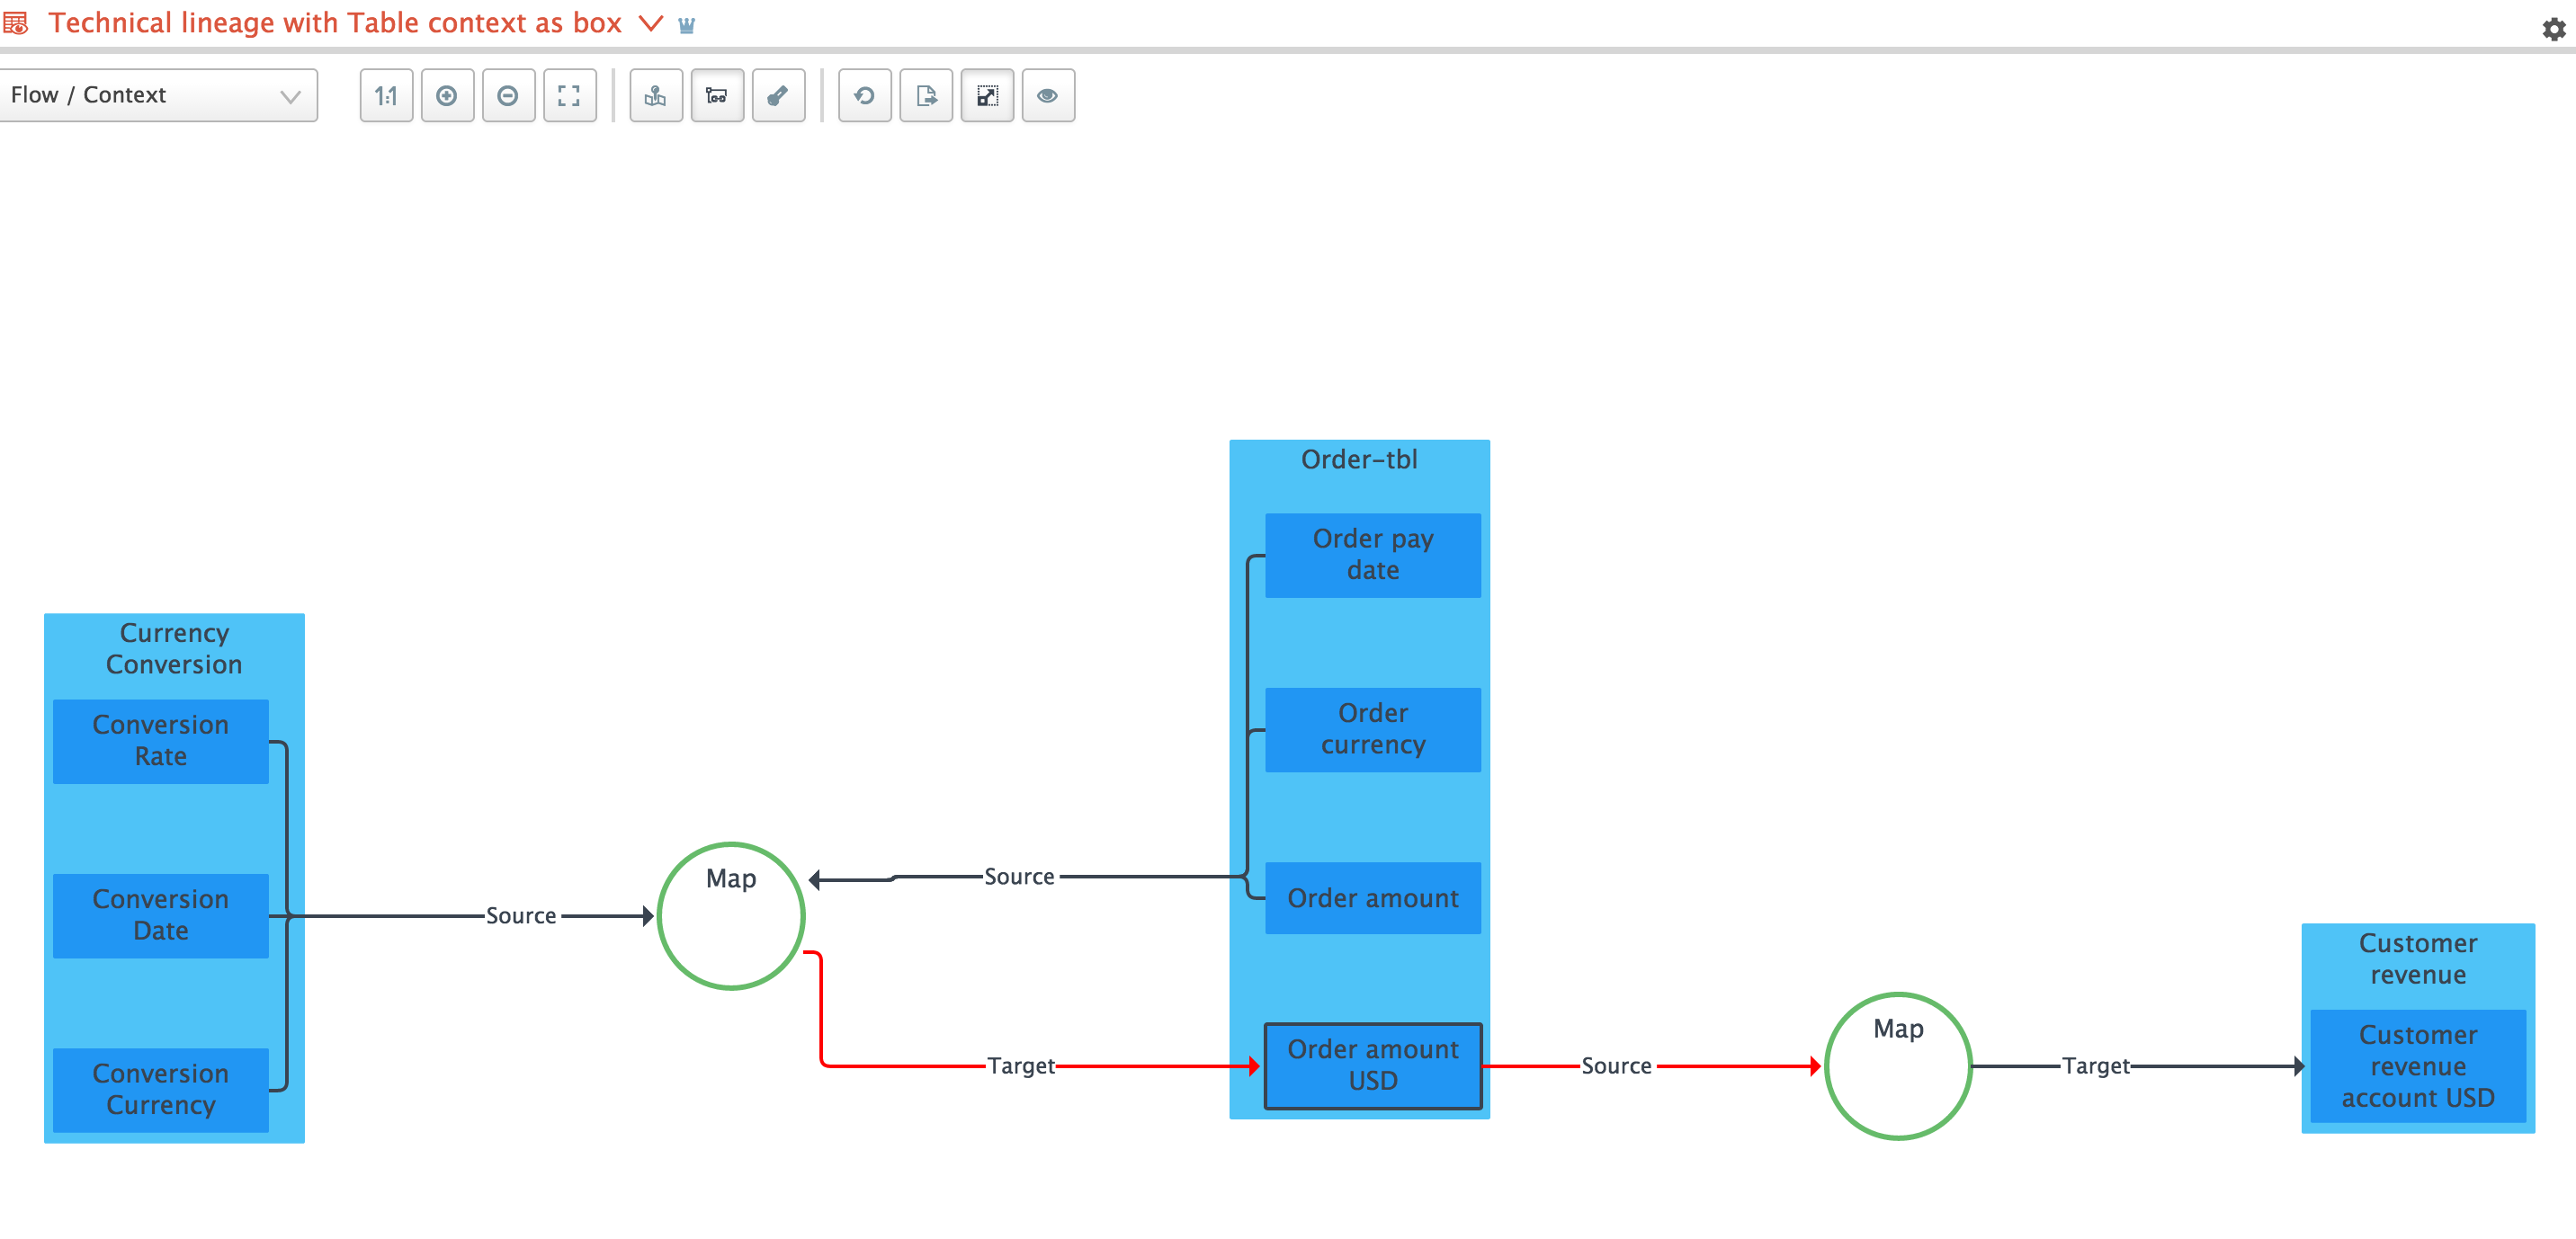 Technical lineage with Table context as box
Flow / Context
1:1
Order-tbl
Order pay
date
Order
currency
Order amount
Order amount
USD
Currency
Conversion
Conversion
Rate
Conversion
Date
Conversion
Currency
Source
Map
Source
Target
Source
Map
Target
Customer
revenue
Customer
revenue
account USD